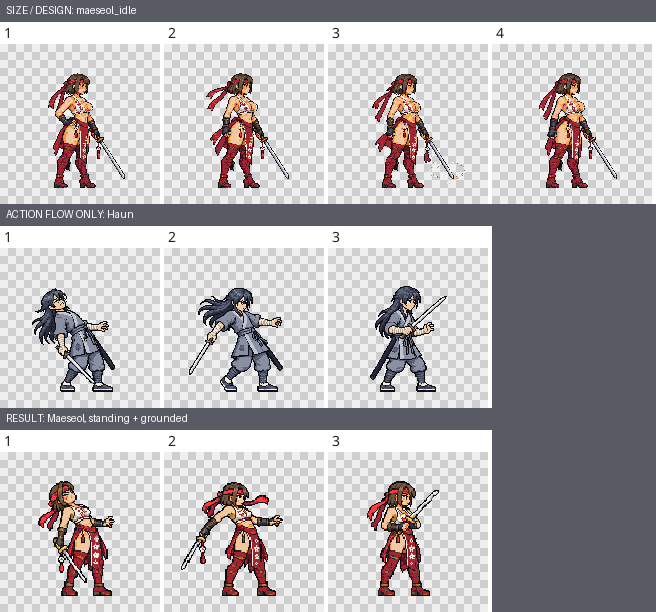 SIZE / DESIGN: maeseol_idle
1 2 3 4
ACTION FLOW ONLY: Haun
1 2 3
RESULT: Maeseol, standing + grounded
1 2 3